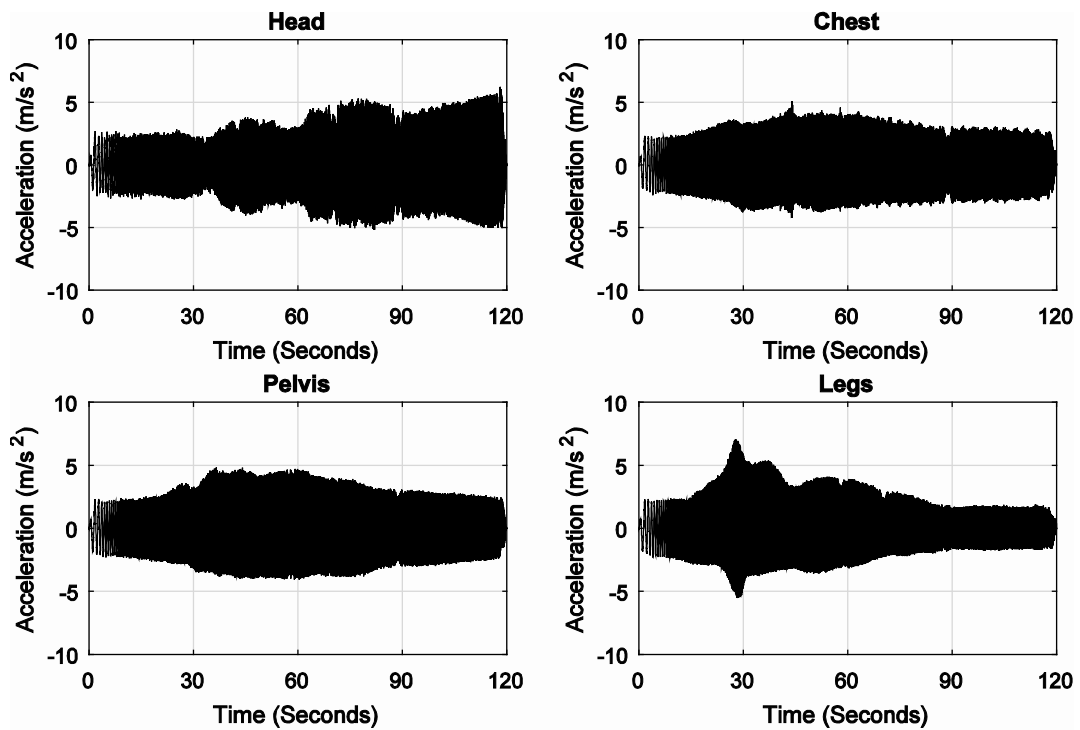 Head
Acceleration (m/s²)
10
5
0
-5
-10
0 30 60 90 120
Time (Seconds)
Chest
Acceleration (m/s²)
10
5
0
-5
-10
0 30 60 90 120
Time (Seconds)
Pelvis
Acceleration (m/s²)
10
5
0
-5
-10
0 30 60 90 120
Time (Seconds)
Legs
Acceleration (m/s²)
10
5
0
-5
-10
0 30 60 90 120
Time (Seconds)